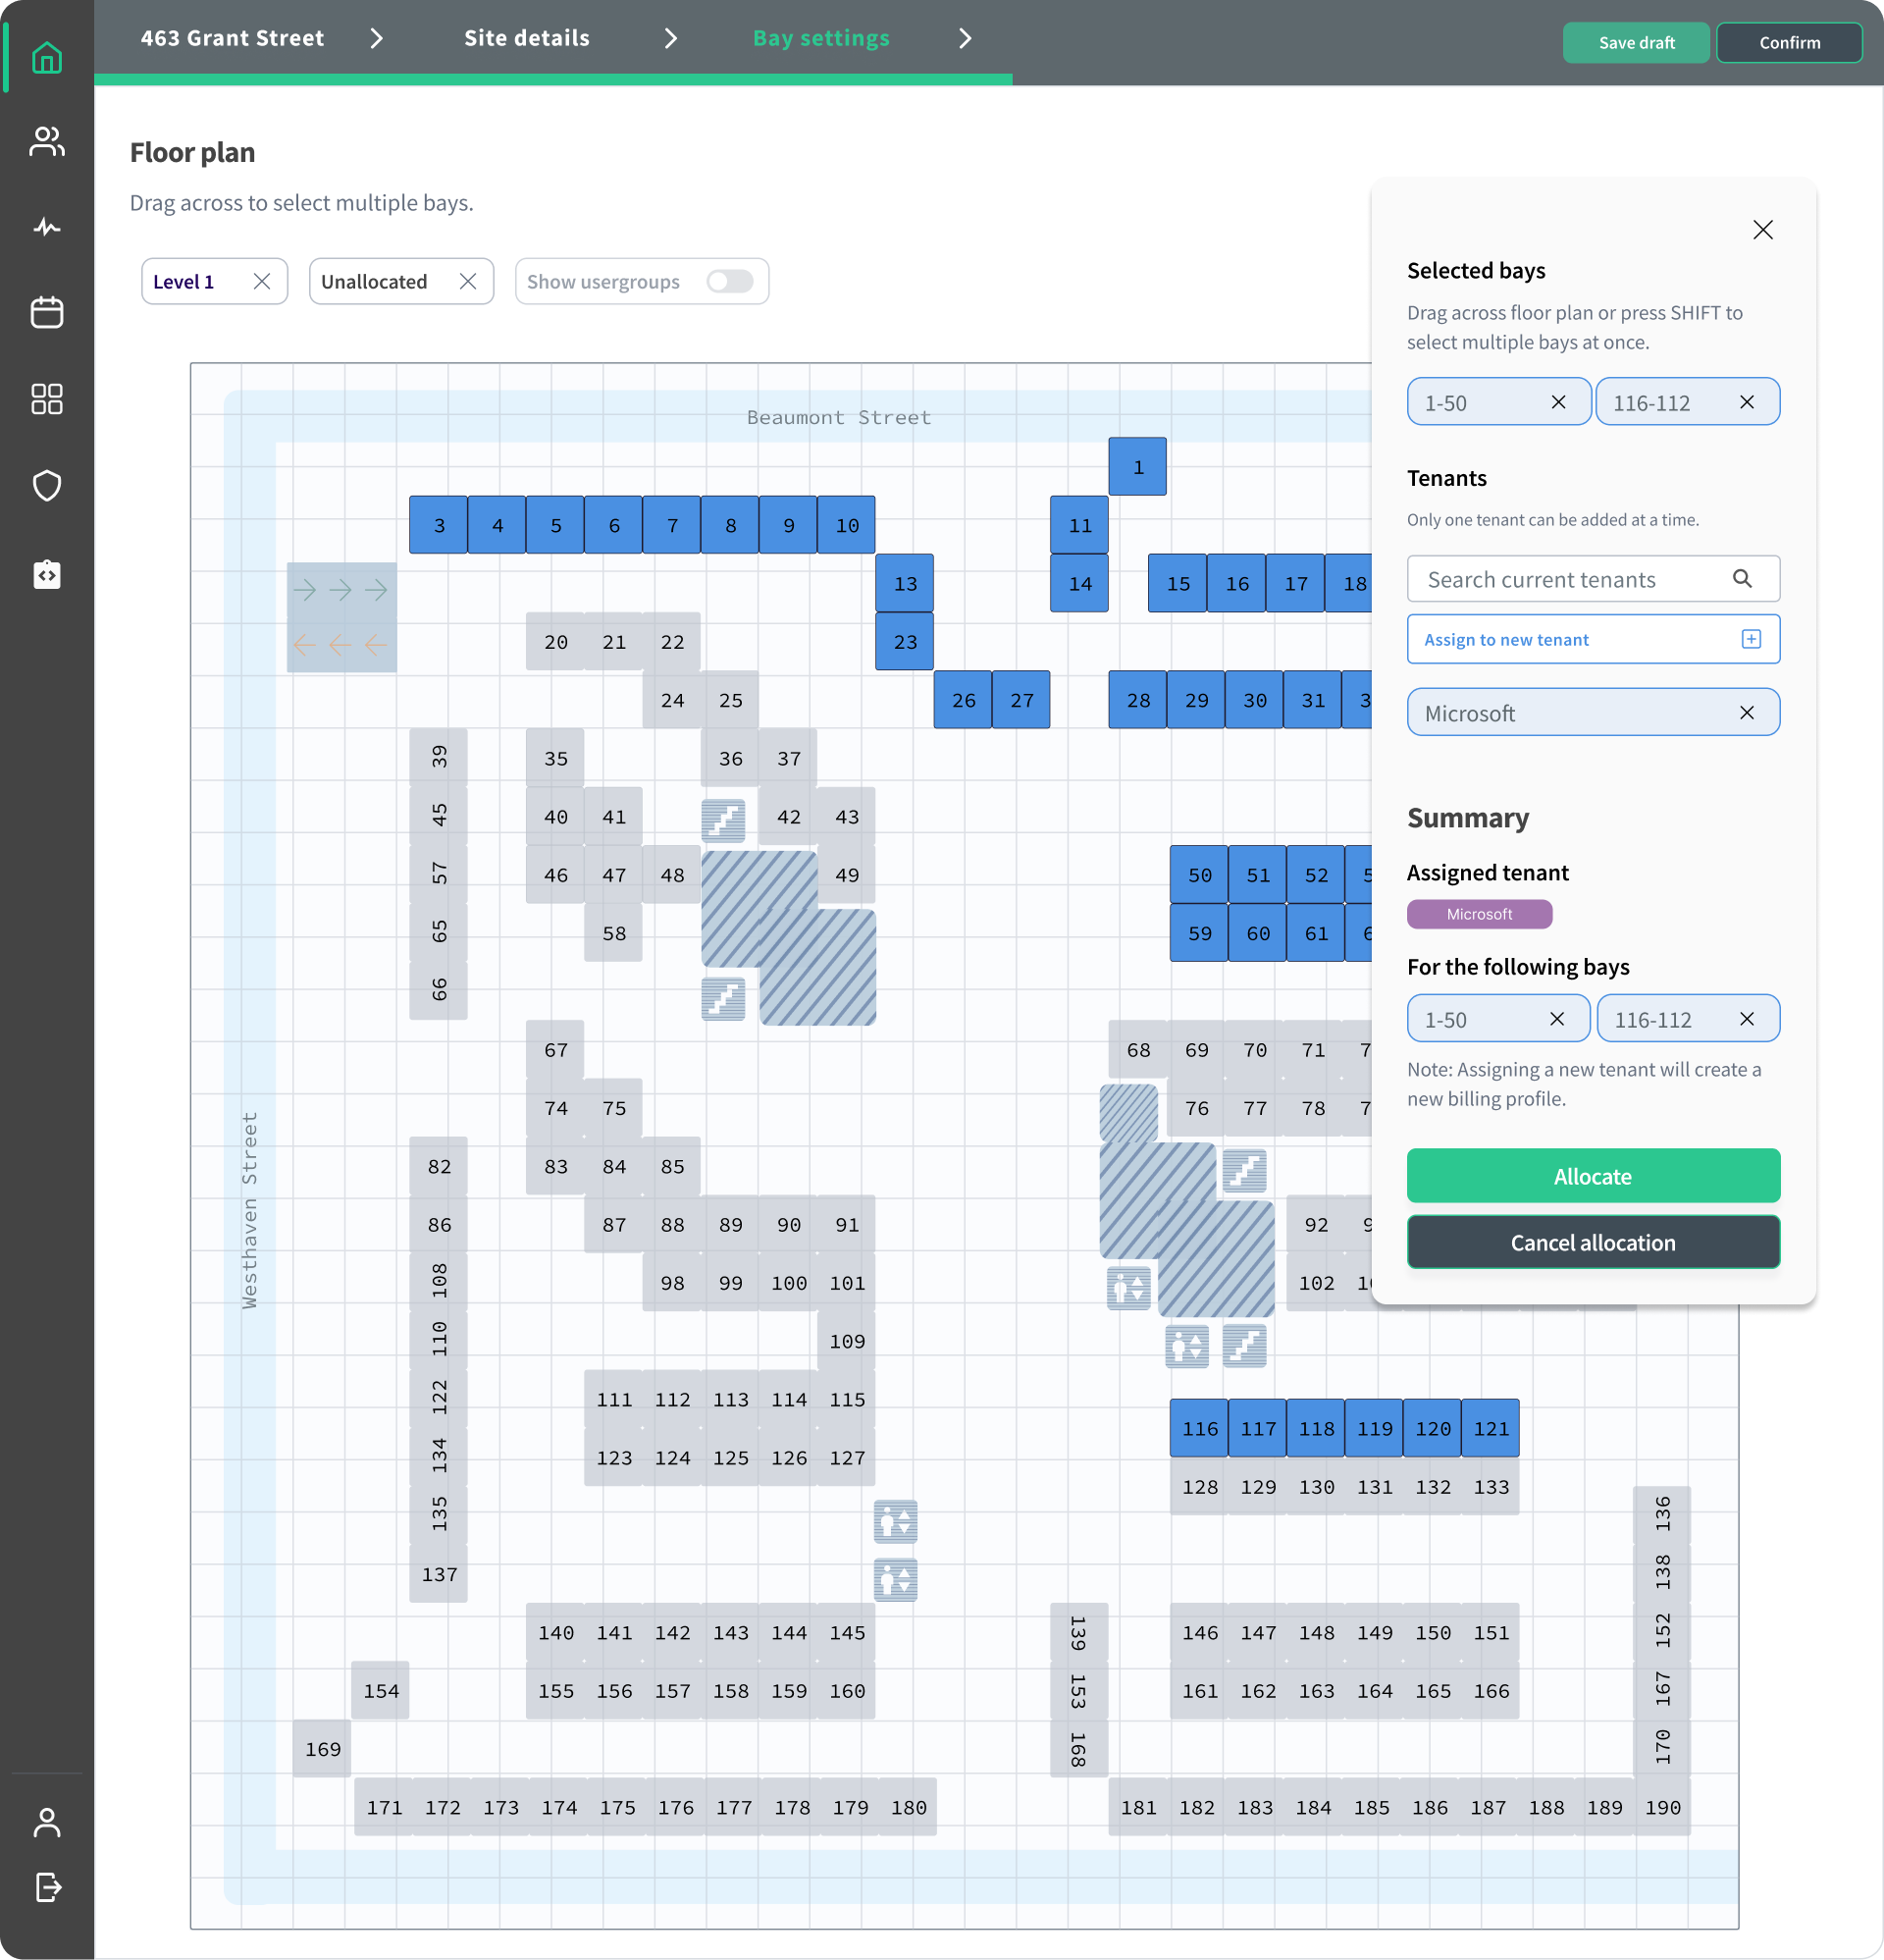 463 Grant Street
Site details
Bay settings
Save draft
Confirm
Floor plan
Drag across to select multiple bays.
Level 1
Unallocated
Show usergroups
Beaumont Street
Westhaven Street
1
3 4 5 6 7 8 9 10
11
13
14
15 16 17 18
20 21 22
23
24 25
26 27
28 29 30 31
39
35
36 37
45
40 41
42 43
57
46 47 48
49
50 51 52
65
58
59 60 61
66
67
68 69 70 71
74 75
76 77 78
82
83 84 85
86
87 88 89 90 91
92
108
98 99 100 101
102
110
109
122
111 112 113 114 115
116 117 118 119 120 121
134
123 124 125 126 127
128 129 130 131 132 133
135
136
137
138
140 141 142 143 144 145
139
146 147 148 149 150 151
152
154
155 156 157 158 159 160
153
161 162 163 164 165 166
167
169
168
170
171 172 173 174 175 176 177 178 179 180
181 182 183 184 185 186 187 188 189 190
Selected bays
Drag across floor plan or press SHIFT to
select multiple bays at once.
1-50
116-112
Tenants
Only one tenant can be added at a time.
Search current tenants
Assign to new tenant
Microsoft
Summary
Assigned tenant
Microsoft
For the following bays
1-50
116-112
Note: Assigning a new tenant will create a
new billing profile.
Allocate
Cancel allocation